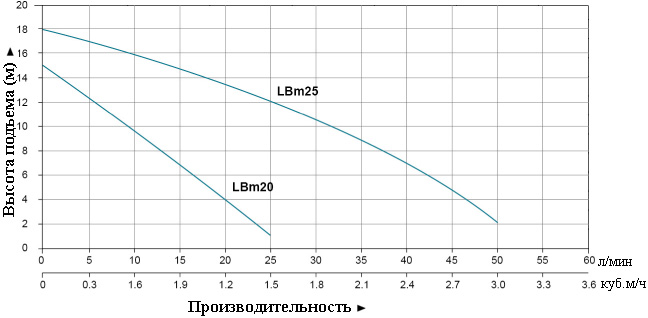 Высота подъема (м) ►
20
18
16
14
12
10
8
6
4
2
0
LBm25
LBm20
0 5 10 15 20 25 30 35 40 45 50 55 60 л/мин
0 0.3 1.6 1.9 1.2 1.5 1.8 2.1 2.4 2.7 3.0 3.3 3.6 куб.м/ч
Производительность ►